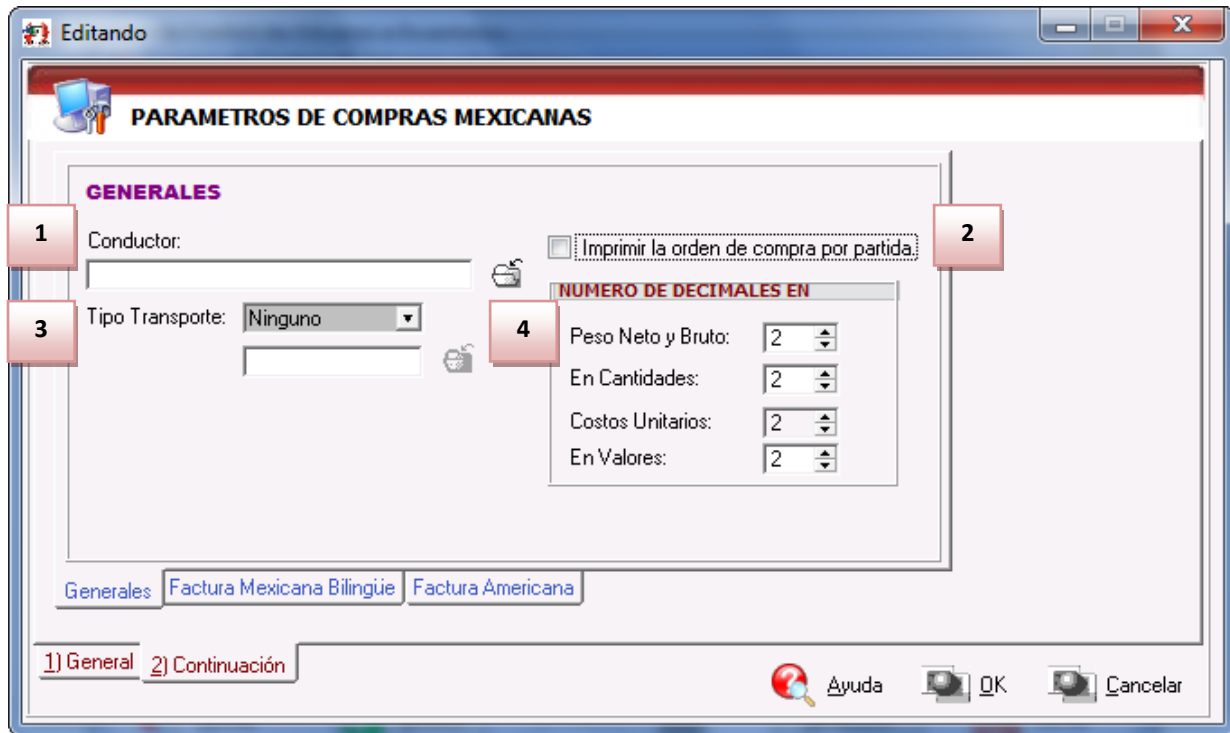 Editando
PARAMETROS DE COMPRAS MEXICANAS
GENERALES
1
Conductor:
Imprimir la orden de compra por partida.
2
3
Tipo Transporte:
Ninguno
4
NUMERO DE DECIMALES EN
Peso Neto y Bruto: 2
En Cantidades: 2
Costos Unitarios: 2
En Valores: 2
Generales Factura Mexicana Bilingüe Factura Americana
1) General 2) Continuación
Ayuda OK Cancelar